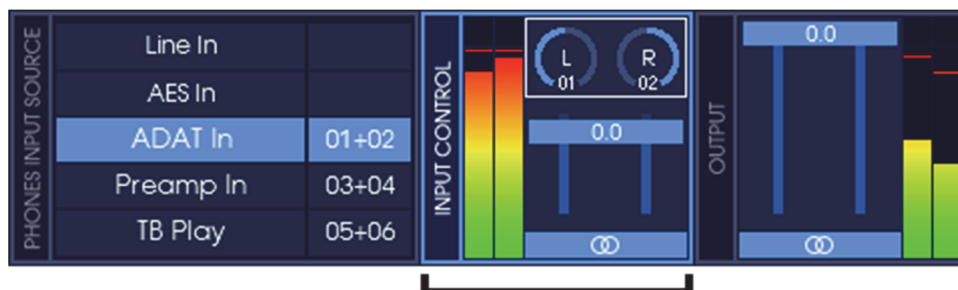 PHONES INPUT SOURCE
Line In
AES In
ADAT In 01+02
Preamp In 03+04
TB Play 05+06
INPUT CONTROL
L R
01 02
0.0
OUTPUT
0.0